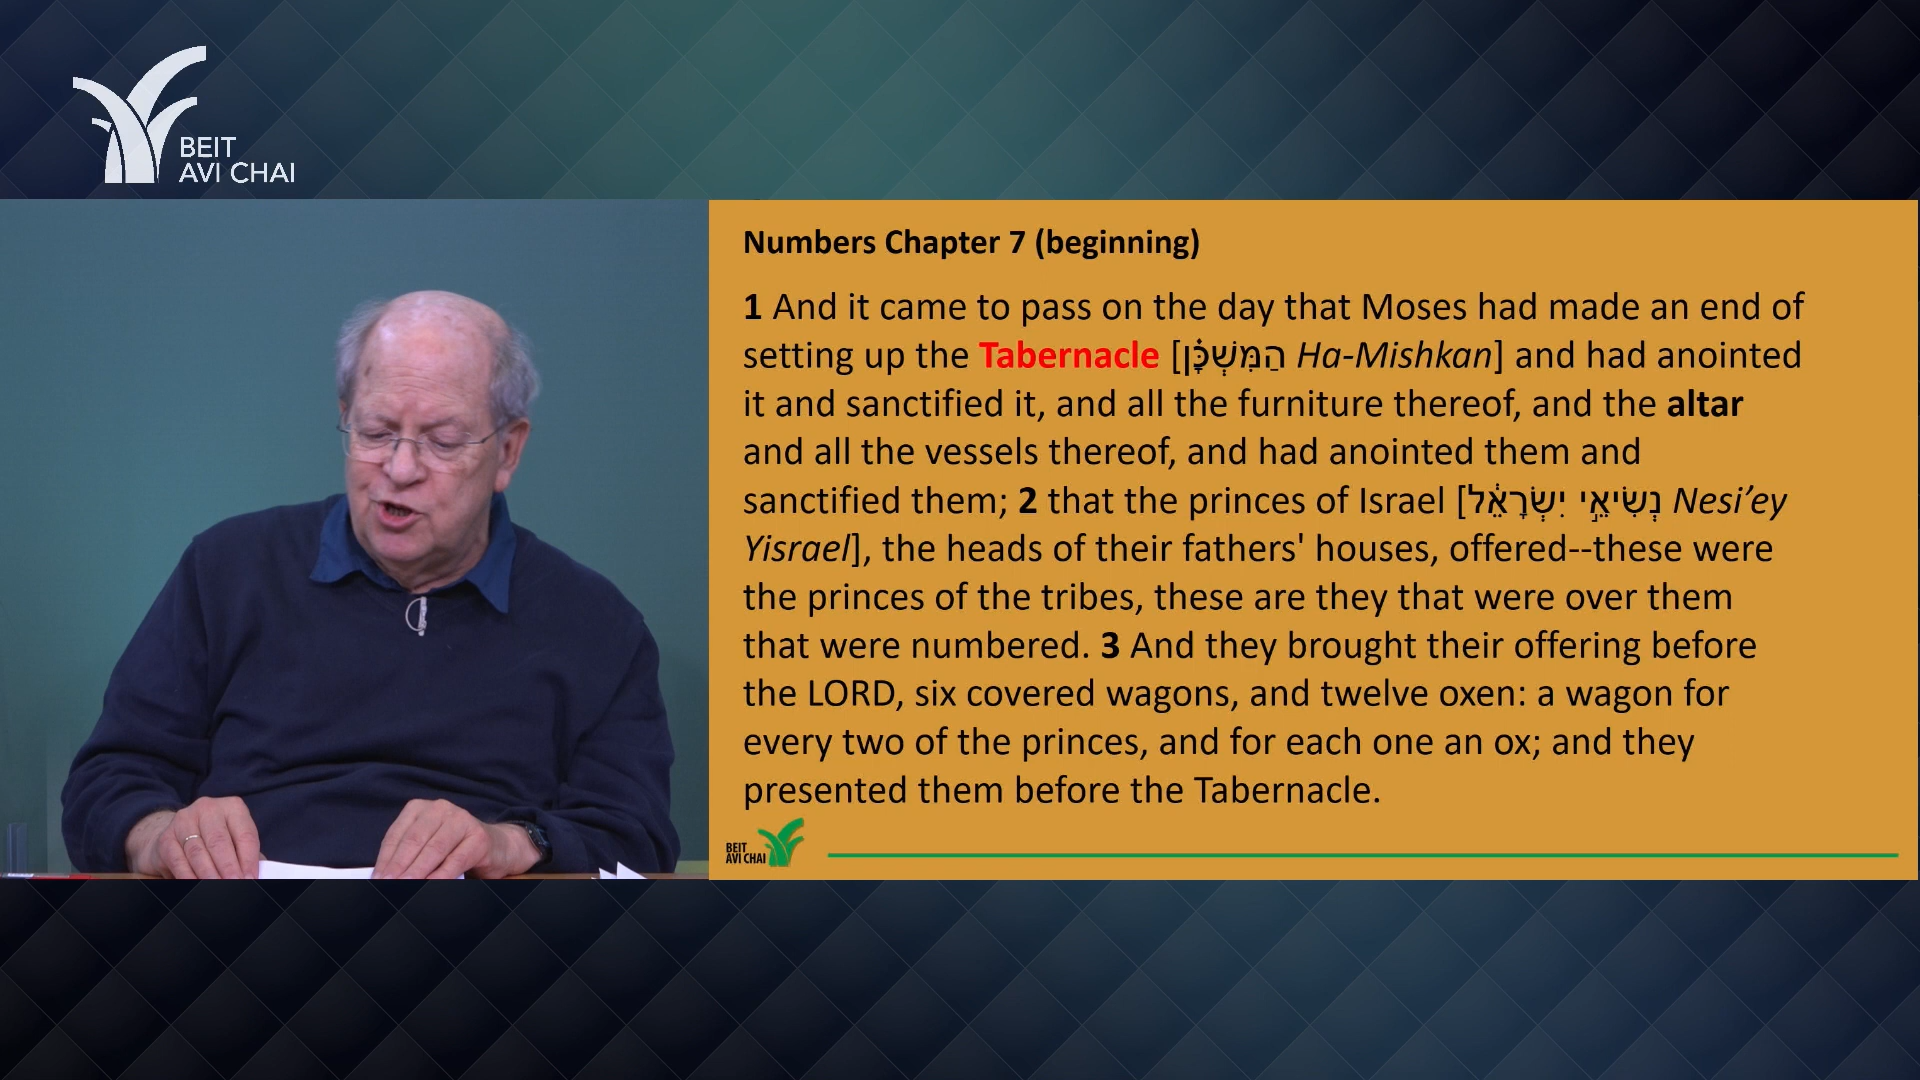 BEIT
AVI CHAI
Numbers Chapter 7 (beginning)
1 And it came to pass on the day that Moses had made an end of
setting up the Tabernacle [הַמִּשְׁכָּ֗ן Ha-Mishkan] and had anointed
it and sanctified it, and all the furniture thereof, and the altar
and all the vessels thereof, and had anointed them and
sanctified them; 2 that the princes of Israel [נְשִׂיאֵ֣י יִשְׂרָאֵ֔ל Nesi’ey
Yisrael], the heads of their fathers' houses, offered--these were
the princes of the tribes, these are they that were over them
that were numbered. 3 And they brought their offering before
the LORD, six covered wagons, and twelve oxen: a wagon for
every two of the princes, and for each one an ox; and they
presented them before the Tabernacle.
BEIT
AVI CHAI